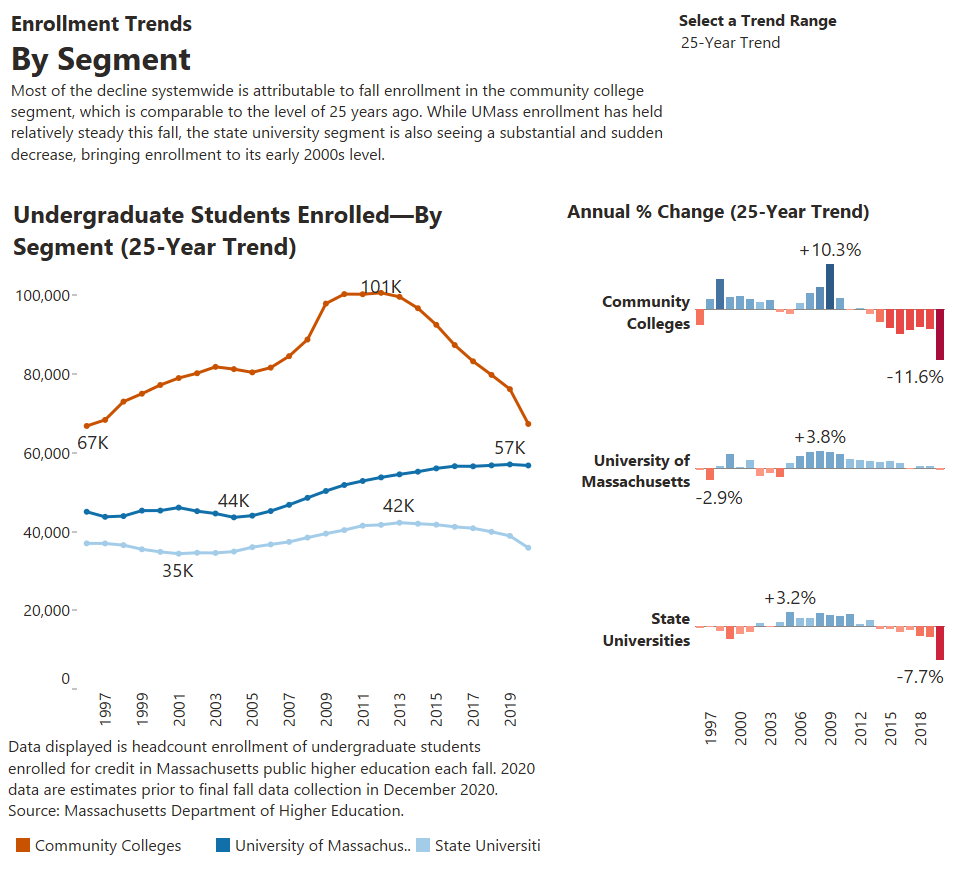 Enrollment Trends
By Segment
Most of the decline systemwide is attributable to fall enrollment in the community college
segment, which is comparable to the level of 25 years ago. While UMass enrollment has held
relatively steady this fall, the state university segment is also seeing a substantial and sudden
decrease, bringing enrollment to its early 2000s level.
Select a Trend Range
25-Year Trend
Undergraduate Students Enrolled—By
Segment (25-Year Trend)
100,000
80,000
60,000
40,000
20,000
0
101K
67K
57K
44K
42K
35K
1997
1999
2001
2003
2005
2007
2009
2011
2013
2015
2017
2019
Annual % Change (25-Year Trend)
+10.3%
Community
Colleges
-11.6%
+3.8%
University of
Massachusetts
-2.9%
+3.2%
State
Universities
-7.7%
1997
2000
2003
2006
2009
2012
2015
2018
Data displayed is headcount enrollment of undergraduate students
enrolled for credit in Massachusetts public higher education each fall. 2020
data are estimates prior to final fall data collection in December 2020.
Source: Massachusetts Department of Higher Education.
Community Colleges
University of Massachus..
State Universiti